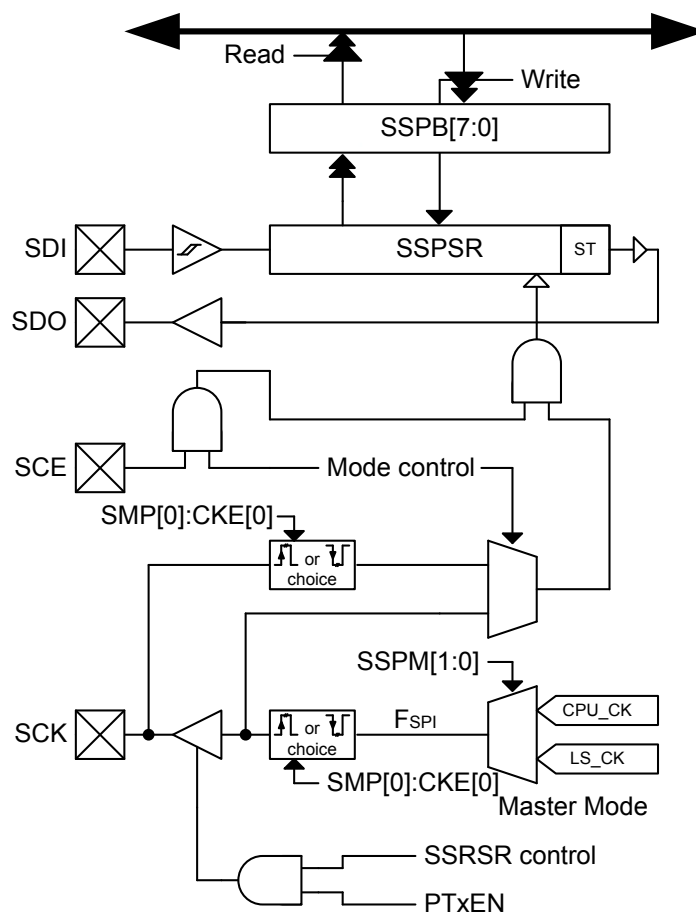 Read
Write
SSPB[7:0]
SDI
SSPSR
ST
SDO
SCE
Mode control
SMP[0]:CKE[0]
or
choice
SSPM[1:0]
SCK
or
choice
FSPI
CPU_CK
LS_CK
SMP[0]:CKE[0]
Master Mode
SSRSR control
PTxEN